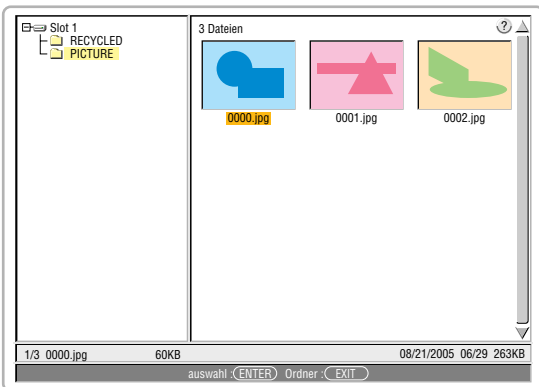 Slot 1
RECYCLED
PICTURE
3 Dateien
?
0000.jpg 0001.jpg 0002.jpg
1/3 0000.jpg 60KB 08/21/2005 06/29 263KB
auswahl :ENTER Ordner : EXIT